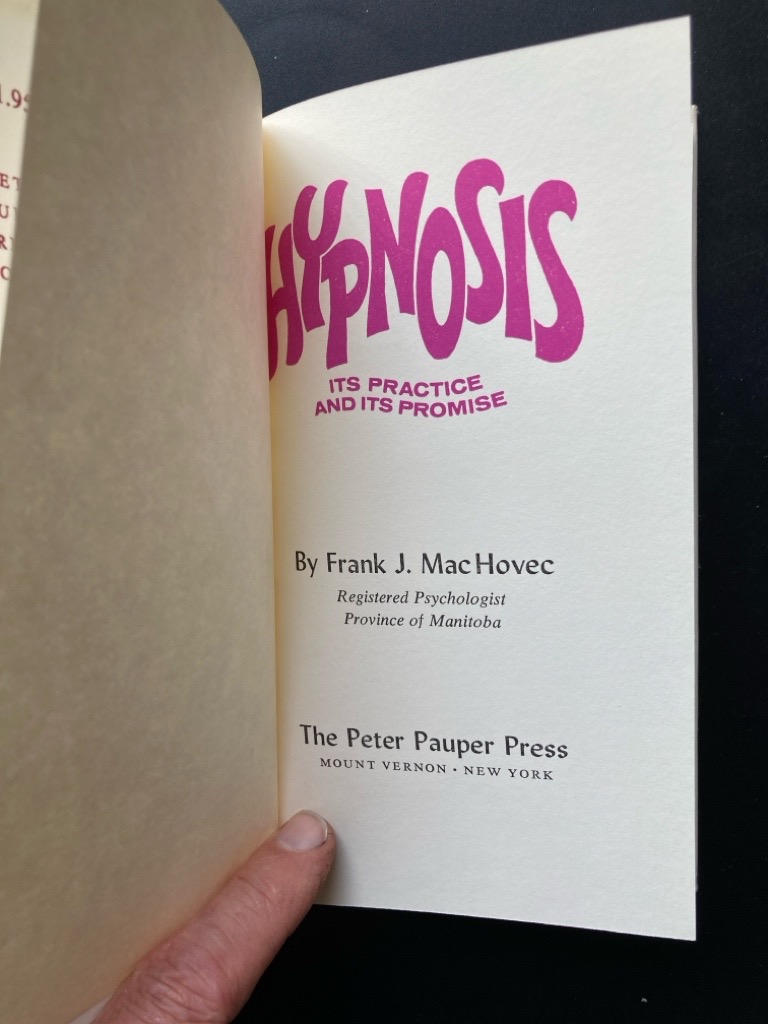 HYPNOSIS
ITS PRACTICE
AND ITS PROMISE
By Frank J. MacHovec
Registered Psychologist
Province of Manitoba
The Peter Pauper Press
MOUNT VERNON • NEW YORK